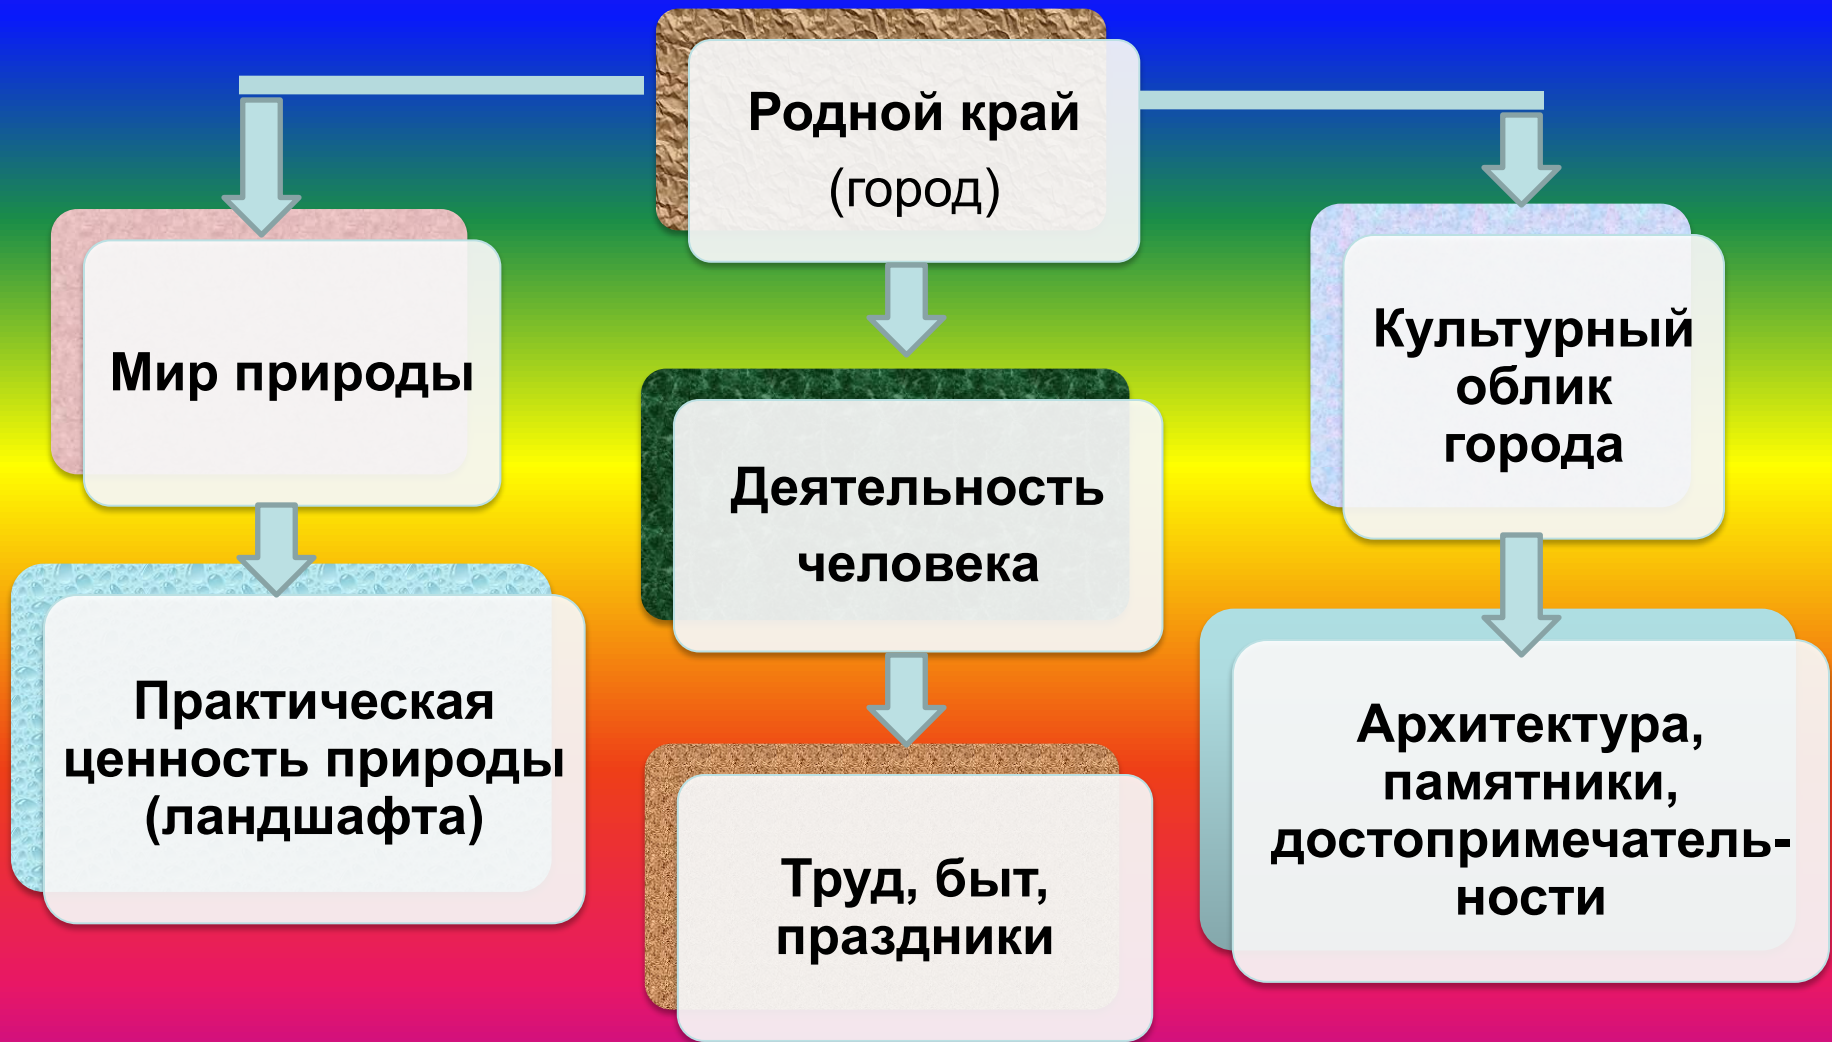 Родной край
(город)
Мир природы
Деятельность
человека
Культурный
облик
города
Практическая
ценность природы
(ландшафта)
Труд, быт,
праздники
Архитектура,
памятники,
достопримечатель-
ности